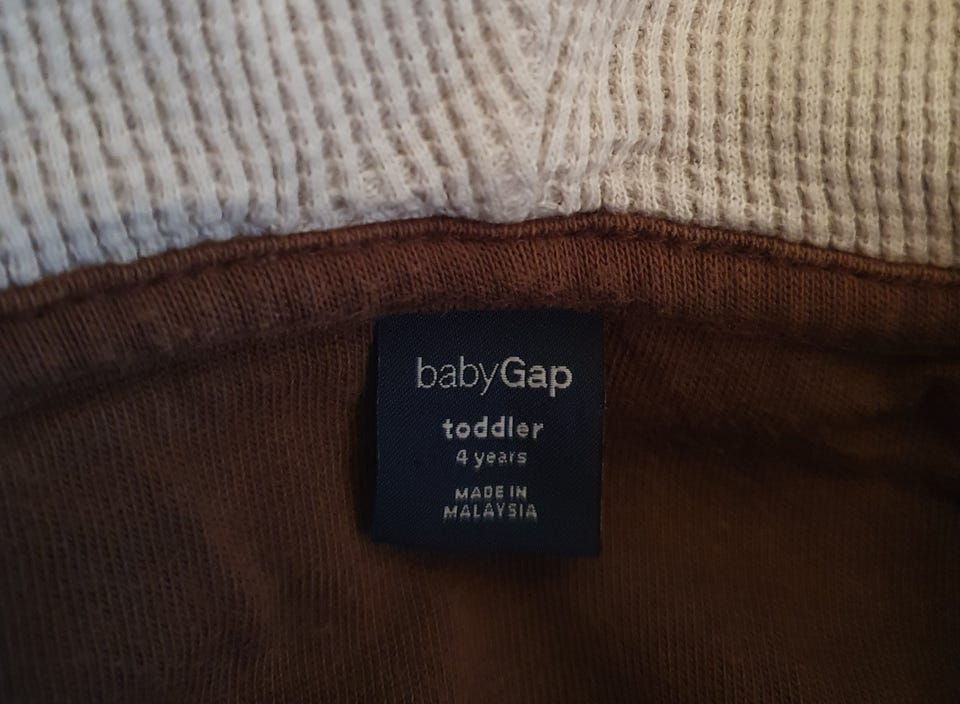 babyGap
toddler
4 years
MADE IN
MALAYSIA